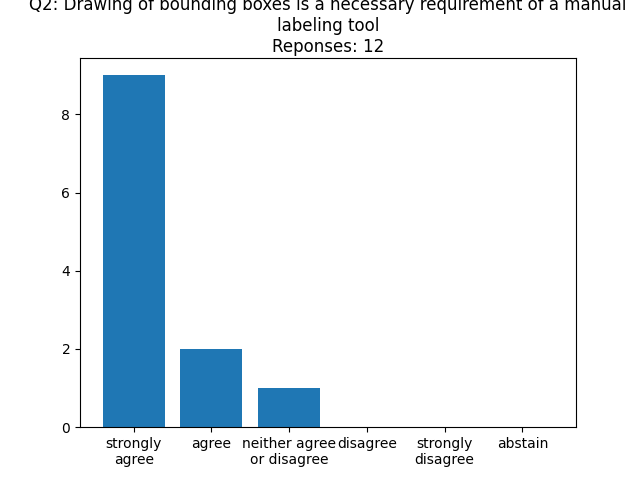 Q2: Drawing of bounding boxes is a necessary requirement of a manual
labeling tool
Reponses: 12
8
6
4
2
0
strongly
agree
agree
neither agree
or disagree
disagree
strongly
disagree
abstain